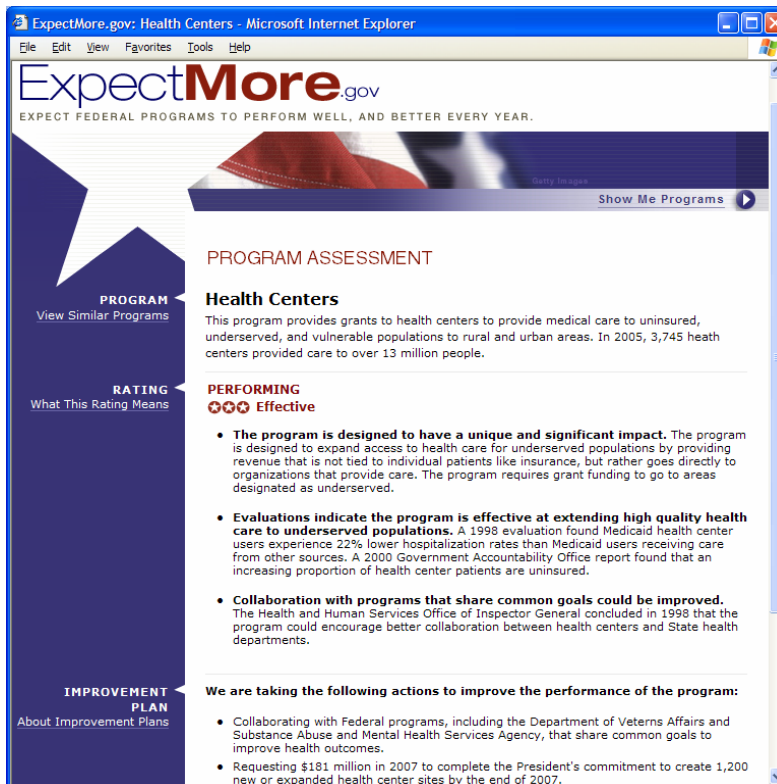 ExpectMore.gov: Health Centers - Microsoft Internet Explorer
File Edit View Favorites Tools Help
ExpectMore.gov
EXPECT FEDERAL PROGRAMS TO PERFORM WELL, AND BETTER EVERY YEAR.
Getty Images
Show Me Programs
PROGRAM ASSESSMENT
PROGRAM
View Similar Programs
Health Centers
This program provides grants to health centers to provide medical care to uninsured,
underserved, and vulnerable populations to rural and urban areas. In 2005, 3,745 heath
centers provided care to over 13 million people.
RATING
What This Rating Means
PERFORMING
Effective
• The program is designed to have a unique and significant impact. The program
is designed to expand access to health care for underserved populations by providing
revenue that is not tied to individual patients like insurance, but rather goes directly to
organizations that provide care. The program requires grant funding to go to areas
designated as underserved.
• Evaluations indicate the program is effective at extending high quality health
care to underserved populations. A 1998 evaluation found Medicaid health center
users experience 22% lower hospitalization rates than Medicaid users receiving care
from other sources. A 2000 Government Accountability Office report found that an
increasing proportion of health center patients are uninsured.
• Collaboration with programs that share common goals could be improved.
The Health and Human Services Office of Inspector General concluded in 1998 that the
program could encourage better collaboration between health centers and State health
departments.
IMPROVEMENT
PLAN
About Improvement Plans
We are taking the following actions to improve the performance of the program:
• Collaborating with Federal programs, including the Department of Veterns Affairs and
Substance Abuse and Mental Health Services Agency, that share common goals to
improve health outcomes.
• Requesting $181 million in 2007 to complete the President's commitment to create 1,200
new or expanded health center sites by the end of 2007.